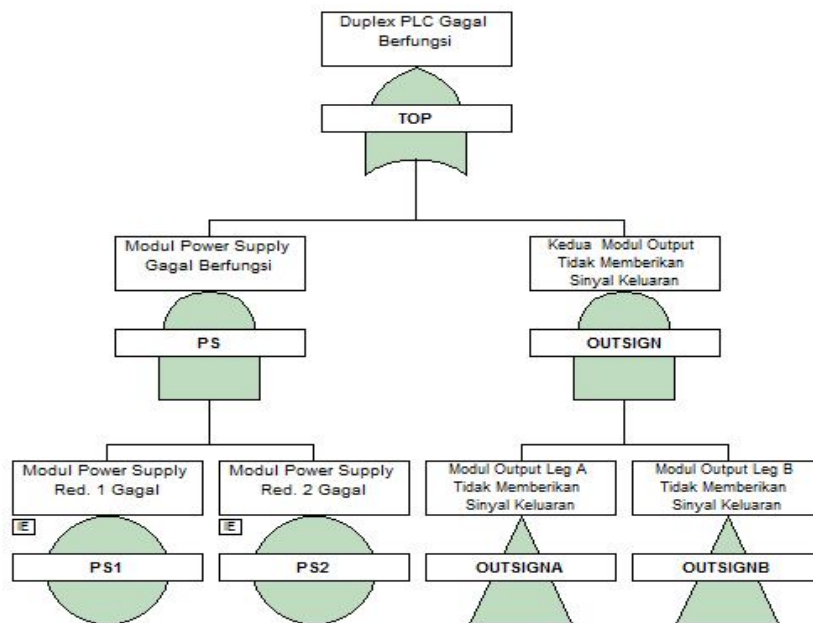 Duplex PLC Gagal
Berfungsi
TOP
Modul Power Supply
Gagal Berfungsi
PS
Kedua Modul Output
Tidak Memberikan
Sinyal Keluaran
OUTSIGN
Modul Power Supply
Red. 1 Gagal
IE
PS1
Modul Power Supply
Red. 2 Gagal
IE
PS2
Modul Output Leg A
Tidak Memberikan
Sinyal Keluaran
OUTSIGNA
Modul Output Leg B
Tidak Memberikan
Sinyal Keluaran
OUTSIGNB